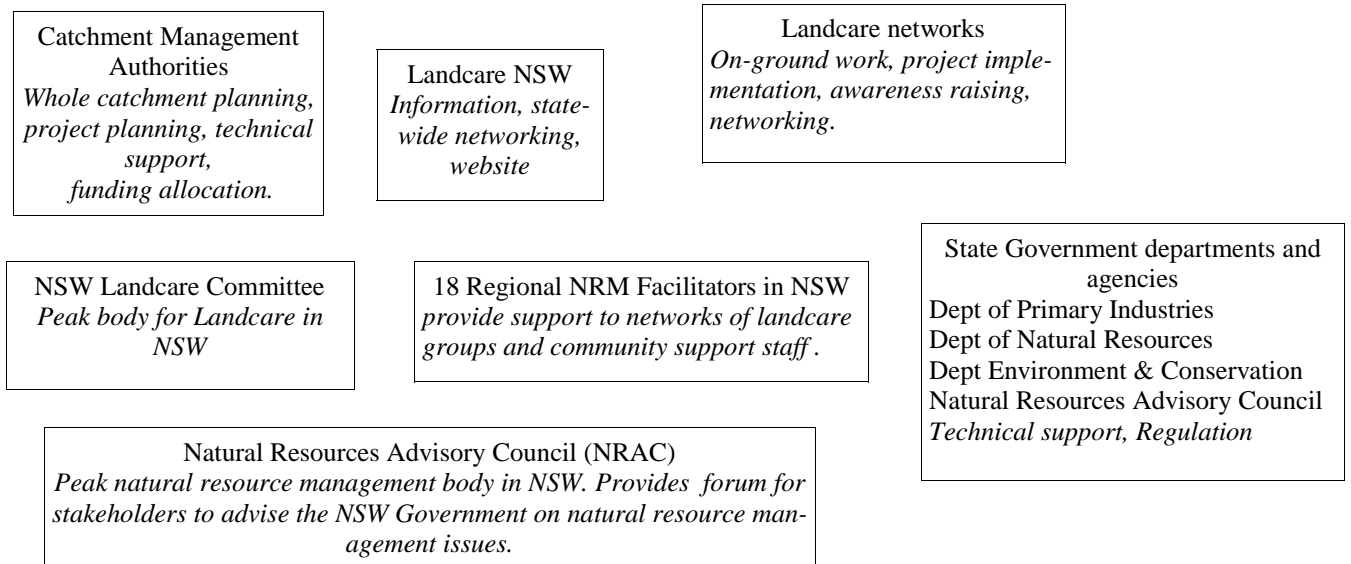 Catchment Management
Authorities
Whole catchment planning,
project planning, technical
support,
funding allocation.
Landcare NSW
Information, state-
wide networking,
website
Landcare networks
On-ground work, project imple-
mentation, awareness raising,
networking.
NSW Landcare Committee
Peak body for Landcare in
NSW
18 Regional NRM Facilitators in NSW
provide support to networks of landcare
groups and community support staff .
State Government departments and
agencies
Dept of Primary Industries
Dept of Natural Resources
Dept Environment & Conservation
Natural Resources Advisory Council
Technical support, Regulation
Natural Resources Advisory Council (NRAC)
Peak natural resource management body in NSW. Provides  forum for
stakeholders to advise the NSW Government on natural resource man-
agement issues.